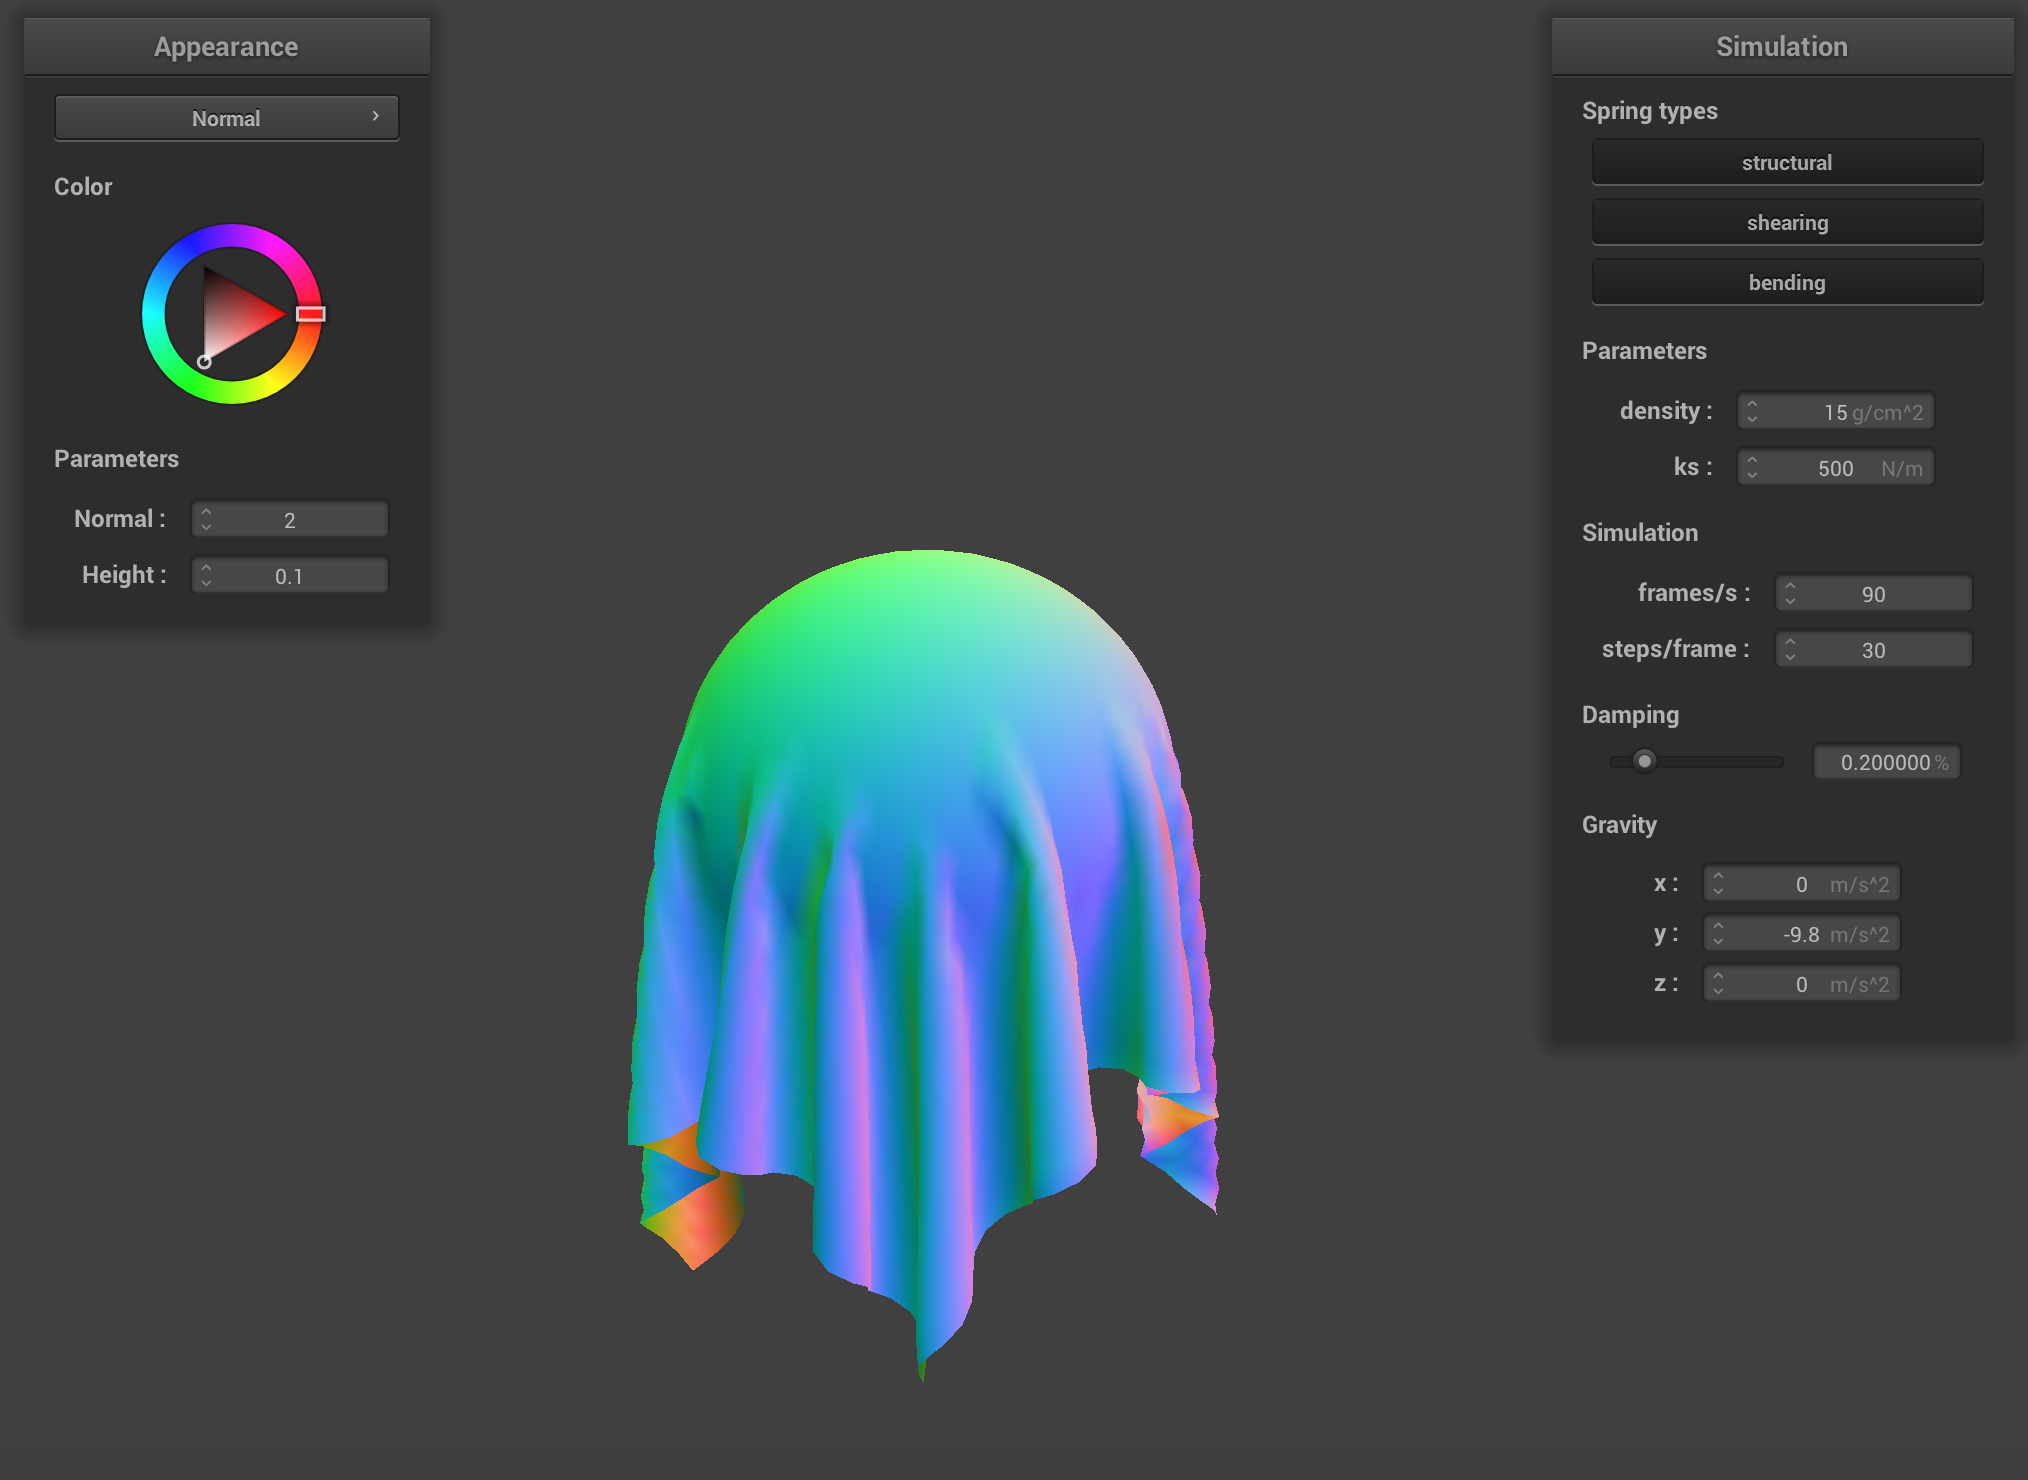 Appearance
Normal
Color
Parameters
Normal : 2
Height : 0.1
Simulation
Spring types
structural
shearing
bending
Parameters
density : 15 g/cm^2
ks : 500 N/m
Simulation
frames/s : 90
steps/frame : 30
Damping
0.200000 %
Gravity
x : 0 m/s^2
y : -9.8 m/s^2
z : 0 m/s^2